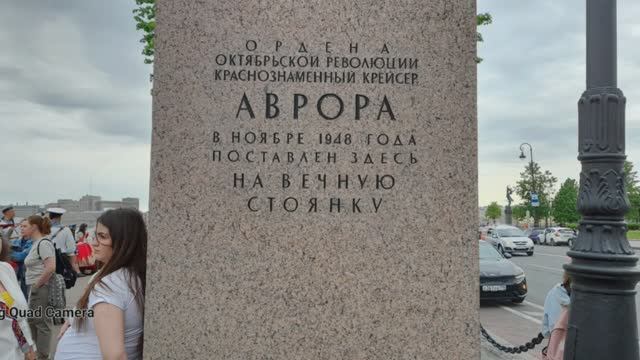 ОРДЕНА
ОКТЯБРЬСКОЙ РЕВОЛЮЦИИ
КРАСНОЗНАМЕННЫЙ КРЕЙСЕР
АВРОРА
В НОЯБРЕ 1948 ГОДА
ПОСТАВЛЕН ЗДЕСЬ
НА ВЕЧНУЮ
СТОЯНКУ
g Quad Camera